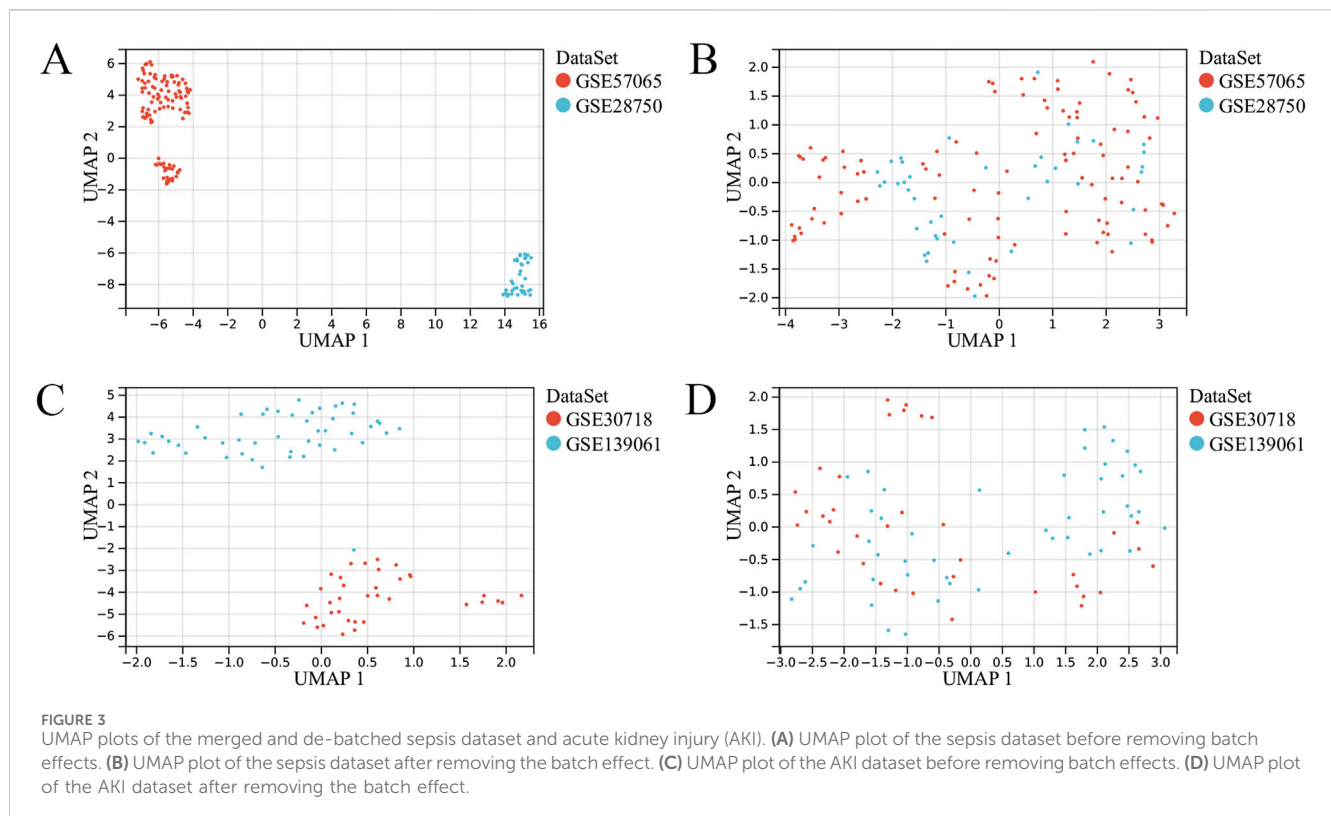 A
DataSet
GSE57065
GSE28750
6
4
2
0
−2
−4
−6
−8
UMAP 2
−6 −4 −2 0 2 4 6 8 10 12 14 16
UMAP 1
B
DataSet
GSE57065
GSE28750
2.0
1.5
1.0
0.5
0.0
−0.5
−1.0
−1.5
−2.0
UMAP 2
−4 −3 −2 −1 0 1 2 3
UMAP 1
C
DataSet
GSE30718
GSE139061
5
4
3
2
1
0
−1
−2
−3
−4
−5
−6
UMAP 2
−2.0 −1.5 −1.0 −0.5 0.0 0.5 1.0 1.5 2.0
UMAP 1
D
DataSet
GSE30718
GSE139061
2.0
1.5
1.0
0.5
0.0
−0.5
−1.0
−1.5
UMAP 2
−3.0 −2.5 −2.0 −1.5 −1.0 −0.5 0.0 0.5 1.0 1.5 2.0 2.5 3.0
UMAP 1
FIGURE 3
UMAP plots of the merged and de-batched sepsis dataset and acute kidney injury (AKI). (A) UMAP plot of the sepsis dataset before removing batch
effects. (B) UMAP plot of the sepsis dataset after removing the batch effect. (C) UMAP plot of the AKI dataset before removing batch effects. (D) UMAP plot
of the AKI dataset after removing the batch effect.